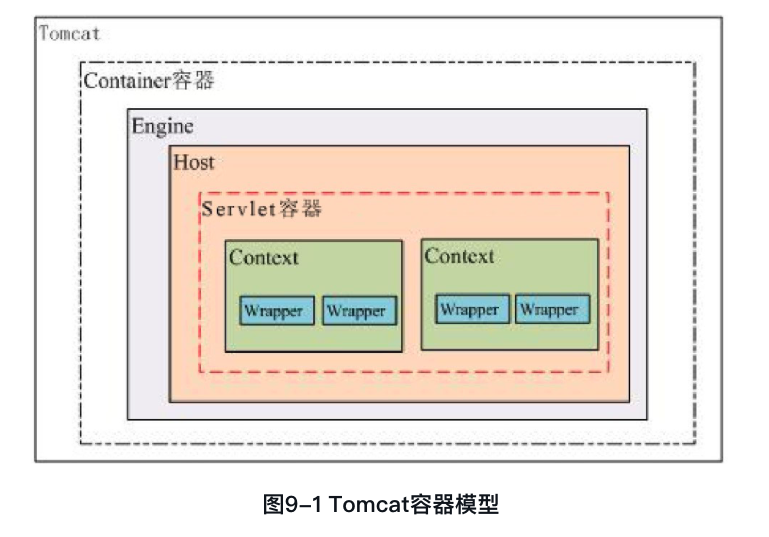 Tomcat
Container容器
Engine
Host
Servlet容器
Context
Context
Wrapper
Wrapper
Wrapper
Wrapper
图9-1 Tomcat容器模型